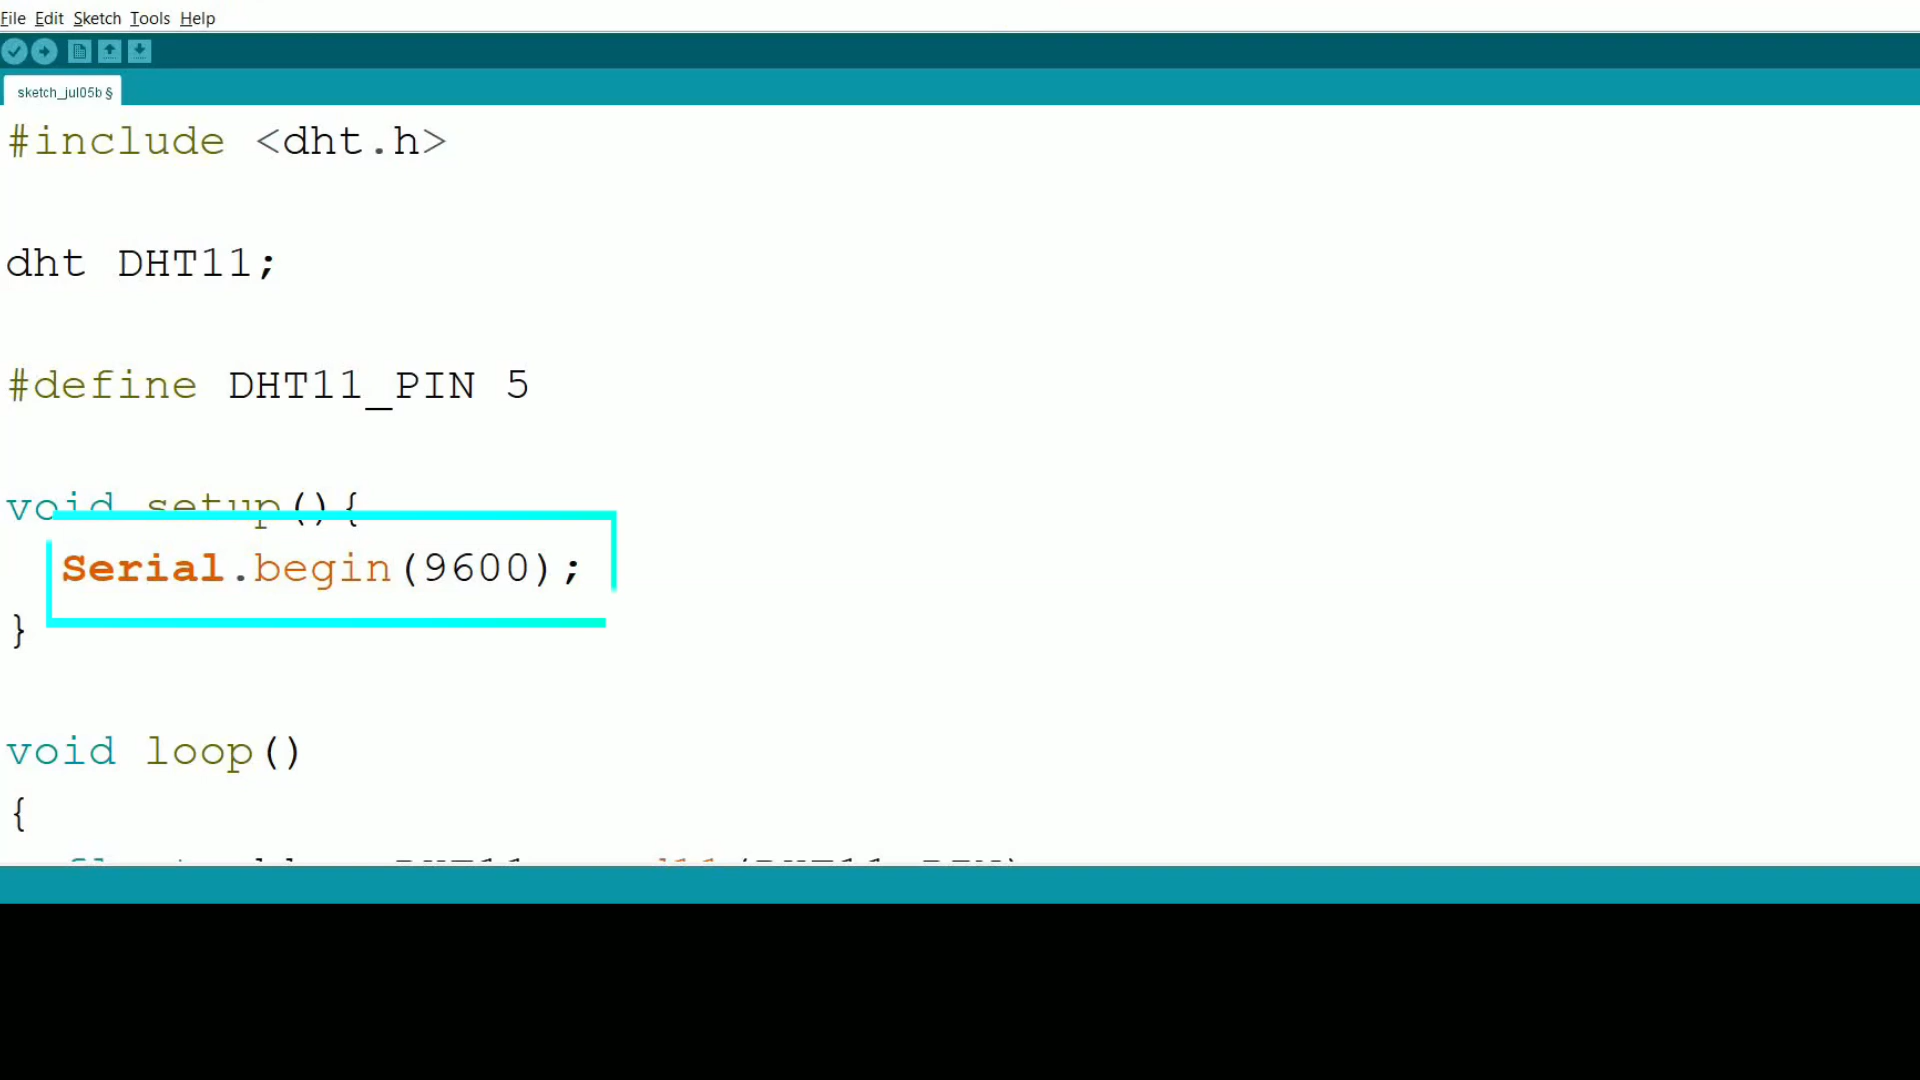 File Edit Sketch Tools Help
sketch_jul05b §
#include <dht.h>
dht DHT11;
#define DHT11_PIN 5
void setup(){
Serial.begin(9600);
}
void loop()
{